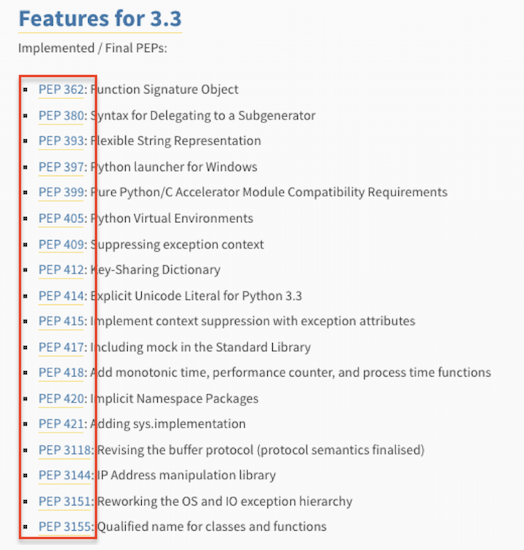 Features for 3.3
Implemented / Final PEPs:
PEP 362: Function Signature Object
PEP 380: Syntax for Delegating to a Subgenerator
PEP 393: Flexible String Representation
PEP 397: Python launcher for Windows
PEP 399: Pure Python/C Accelerator Module Compatibility Requirements
PEP 405: Python Virtual Environments
PEP 409: Suppressing exception context
PEP 412: Key-Sharing Dictionary
PEP 414: Explicit Unicode Literal for Python 3.3
PEP 415: Implement context suppression with exception attributes
PEP 417: Including mock in the Standard Library
PEP 418: Add monotonic time, performance counter, and process time functions
PEP 420: Implicit Namespace Packages
PEP 421: Adding sys.implementation
PEP 3118: Revising the buffer protocol (protocol semantics finalised)
PEP 3144: IP Address manipulation library
PEP 3151: Reworking the OS and IO exception hierarchy
PEP 3155: Qualified name for classes and functions